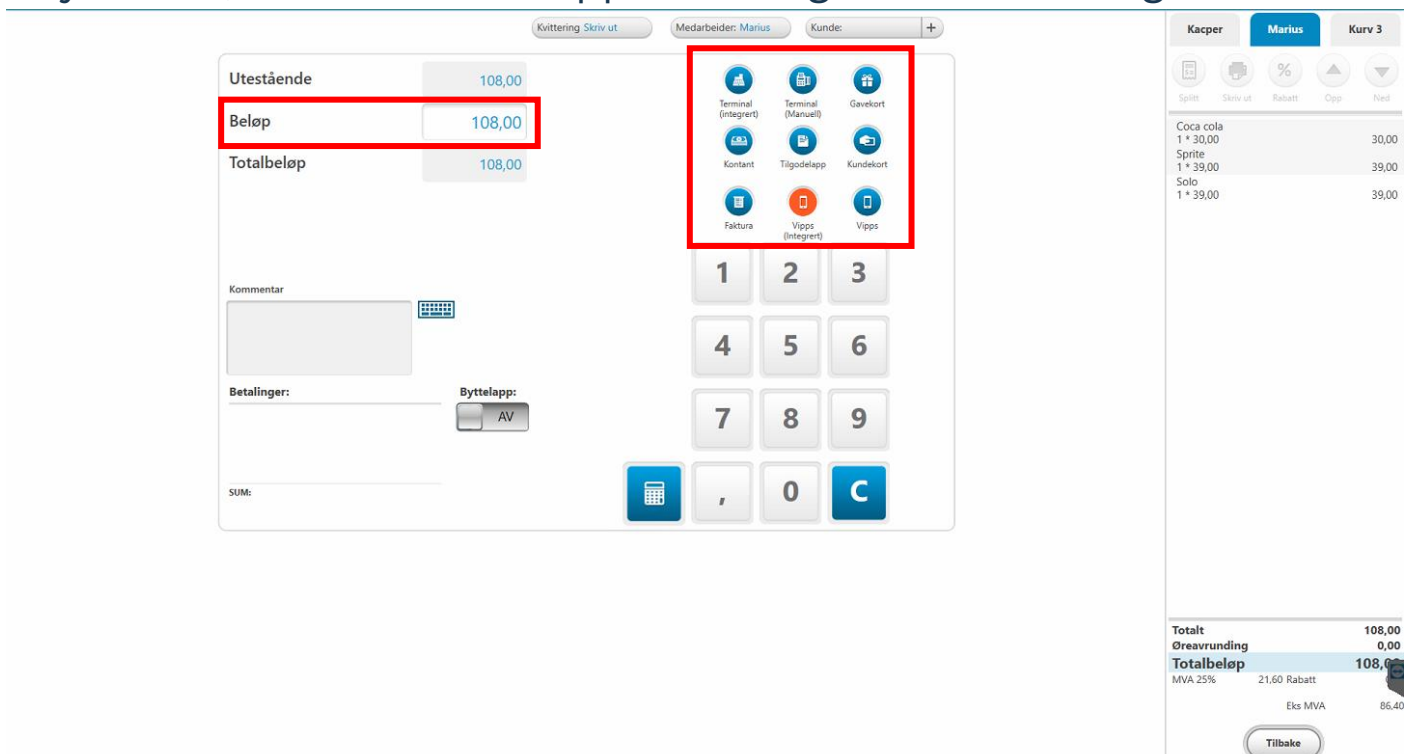 Kvittering Skriv ut
Medarbeider: Marius
Kunde:
+
Utestående 108,00
Beløp 108,00
Totalbeløp 108,00
Terminal
(integrert)
Terminal
(Manuell)
Gavekort
Kontant
Tilgodelapp
Kundekort
Faktura
Vipps
(Integrert)
Vipps
Kommentar
Betalinger:
Byttelapp:
AV
SUM:
1 2 3
4 5 6
7 8 9
, 0 C
Kacper Marius Kurv 3
%
Splitt Skriv ut Rabatt Opp Ned
Coca cola
1 * 30,00 30,00
Sprite
1 * 39,00 39,00
Solo
1 * 39,00 39,00
Totalt 108,00
Øreavrunding 0,00
Totalbeløp
MVA 25% 21,60 Rabatt
Eks MVA 86,40
Tilbake